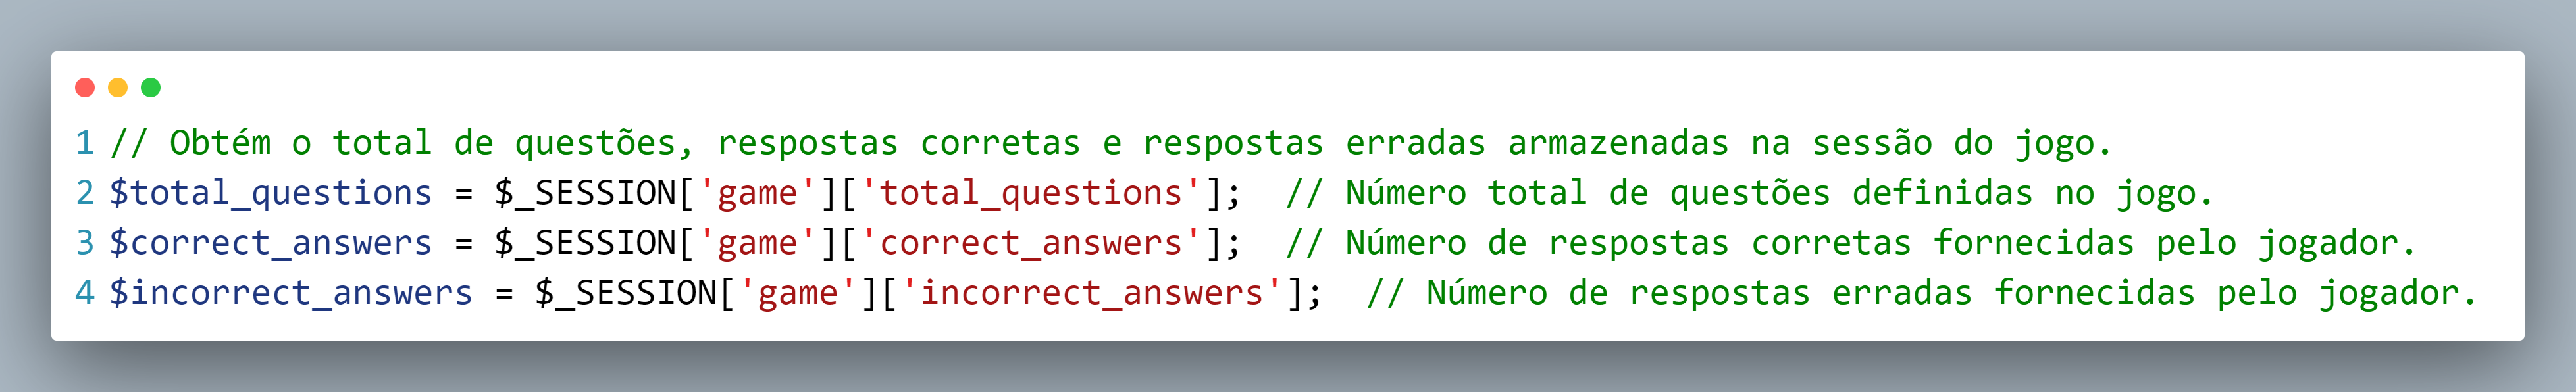 1 // Obtém o total de questões, respostas corretas e respostas erradas armazenadas na sessão do jogo.
2 $total_questions = $_SESSION['game']['total_questions'];  // Número total de questões definidas no jogo.
3 $correct_answers = $_SESSION['game']['correct_answers'];  // Número de respostas corretas fornecidas pelo jogador.
4 $incorrect_answers = $_SESSION['game']['incorrect_answers'];  // Número de respostas erradas fornecidas pelo jogador.